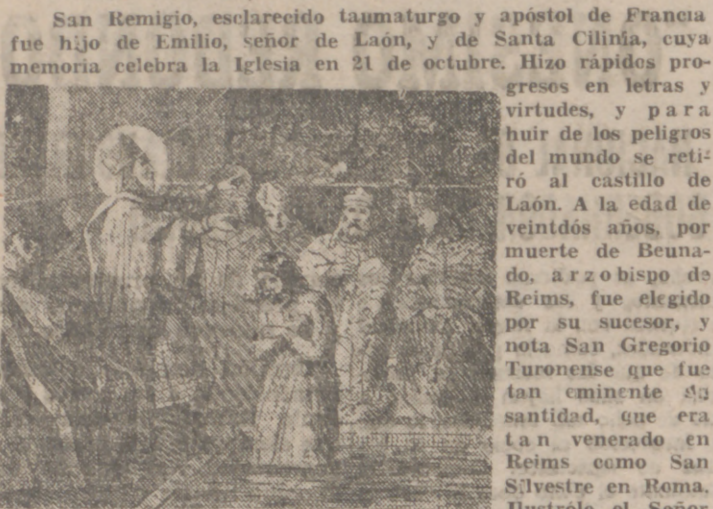 San Remigio, esclarecido taumaturgo y apóstol de Francia
fue hijo de Emilio, señor de Laón, y de Santa Cilinia, cuya
memoria celebra la Iglesia en 21 de octubre. Hizo rápidos pro-
gresos en letras y
virtudes, y para
huir de los peligros
del mundo se reti-
ró al castillo de
Laón. A la edad de
veintdós años, por
muerte de Beuna-
do, arzobispo de
Reims, fue elegido
por su sucesor, y
nota San Gregorio
Turonense que fue
tan eminente su
santidad, que era
tan venerado en
Reims como San
Silvestre en Roma.
Ilustróle el Señor